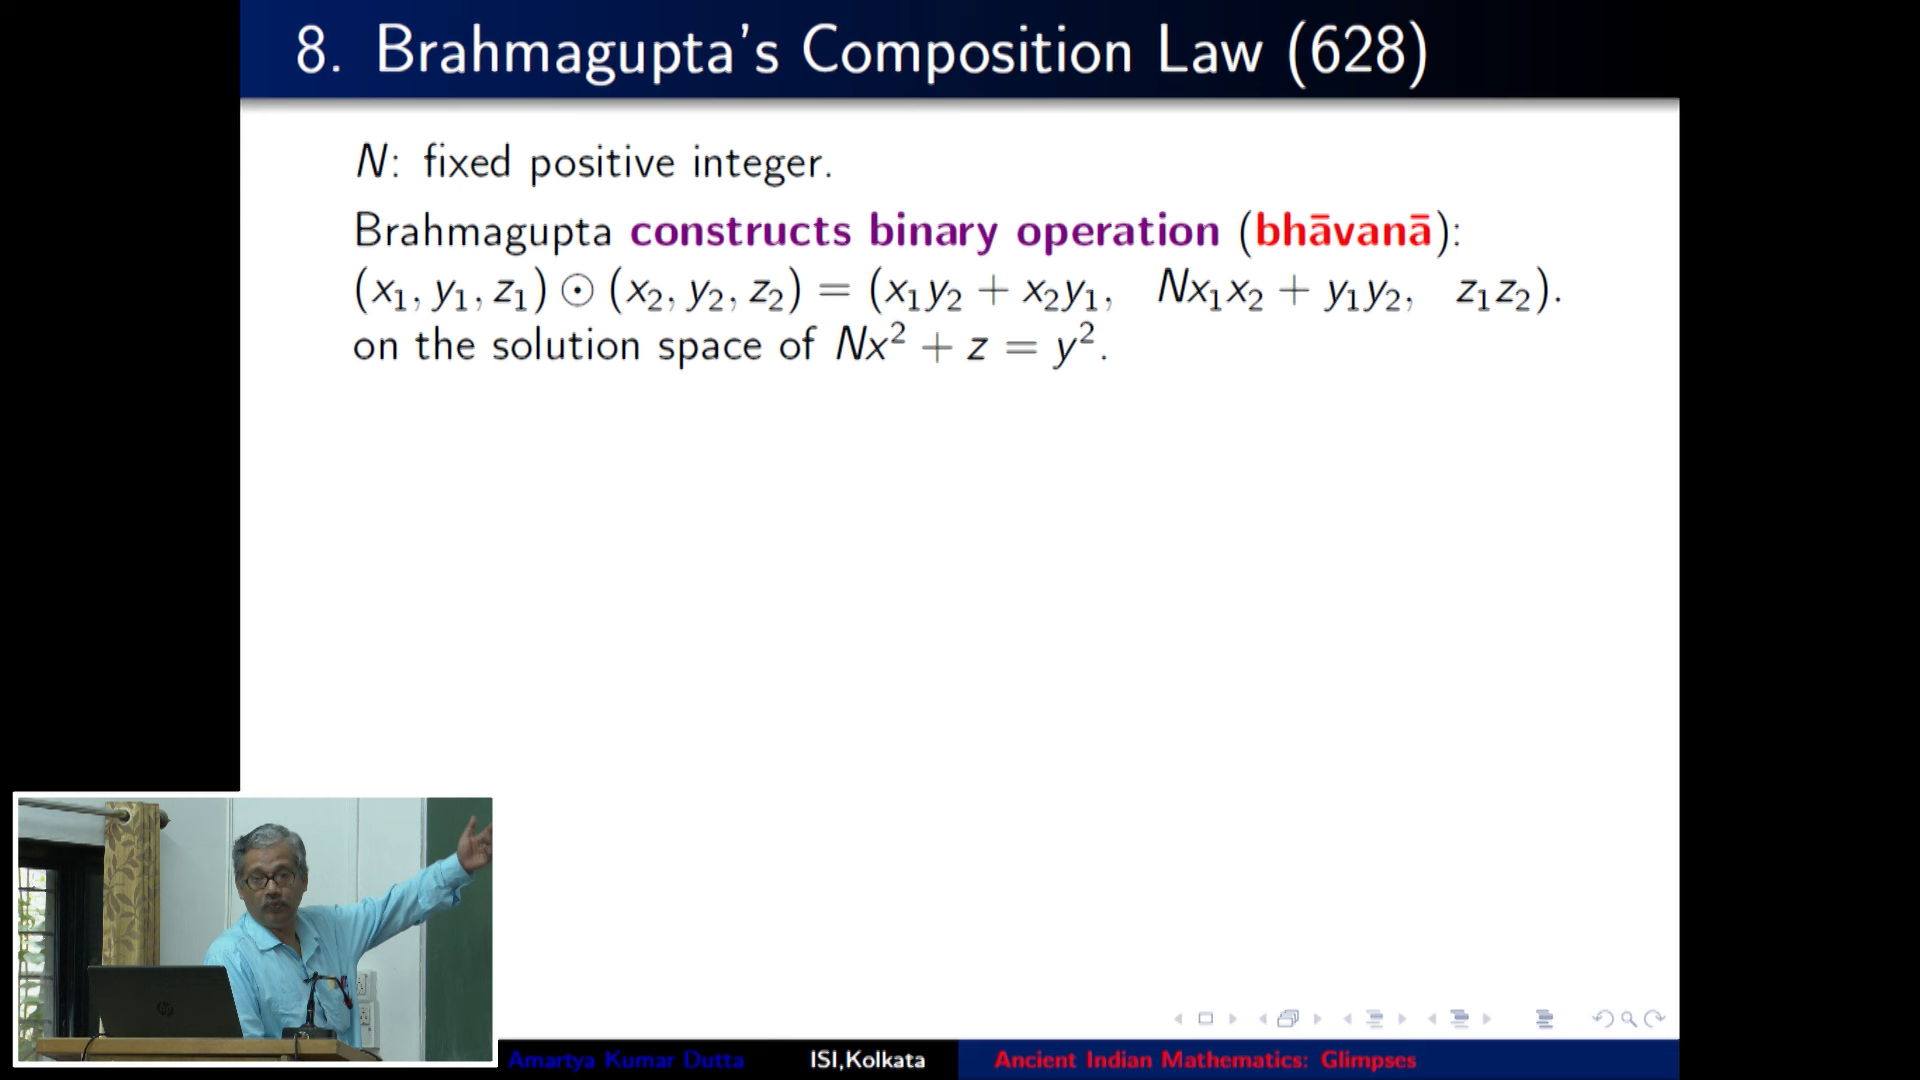 8. Brahmagupta's Composition Law (628)
N: fixed positive integer.
Brahmagupta constructs binary operation (bhāvanā):
(x₁, y₁, z₁) ⊙ (x₂, y₂, z₂) = (x₁y₂ + x₂y₁, Nx₁x₂ + y₁y₂, z₁z₂).
on the solution space of Nx² + z = y².
hp
Amartya Kumar Dutta ISI,Kolkata Ancient Indian Mathematics: Glimpses